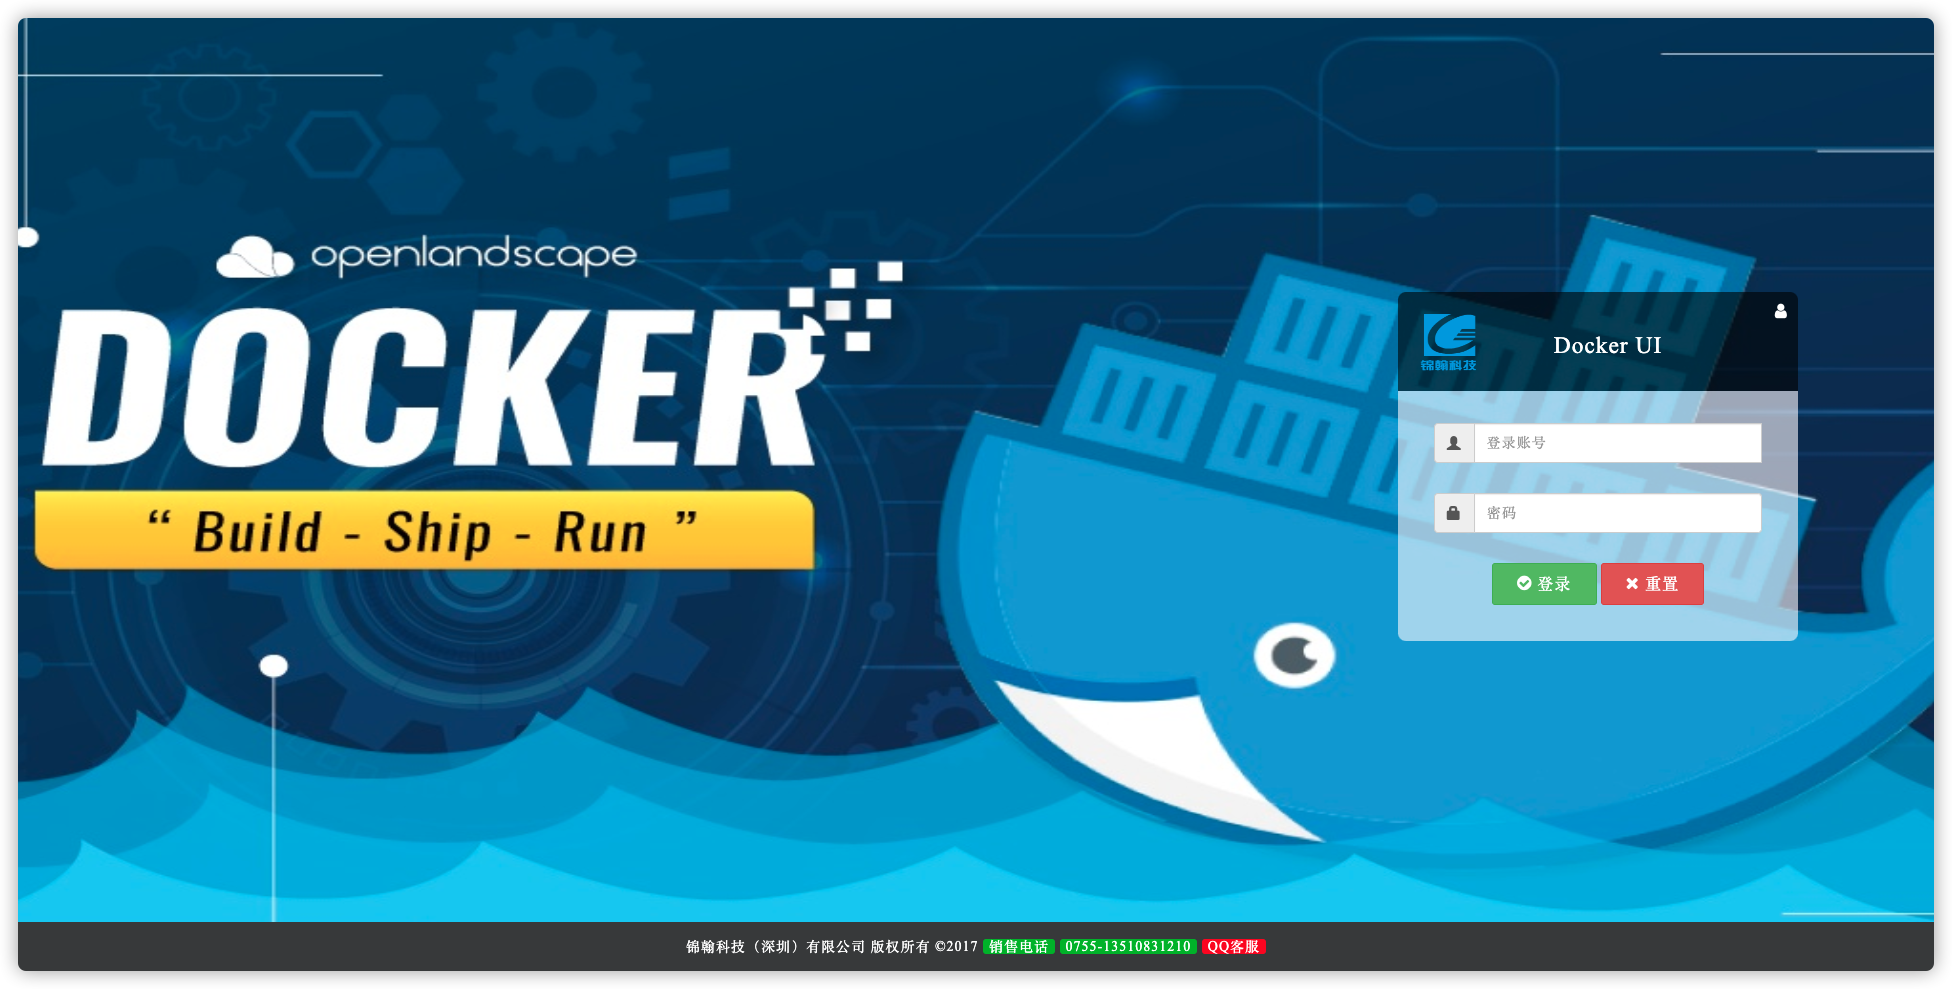 openlandscape
DOCKER
“ Build - Ship - Run ”
锦翰科技
Docker UI
登录账号
密码
登录 重置
锦翰科技（深圳）有限公司 版权所有 ©2017 销售电话 0755-13510831210 QQ客服